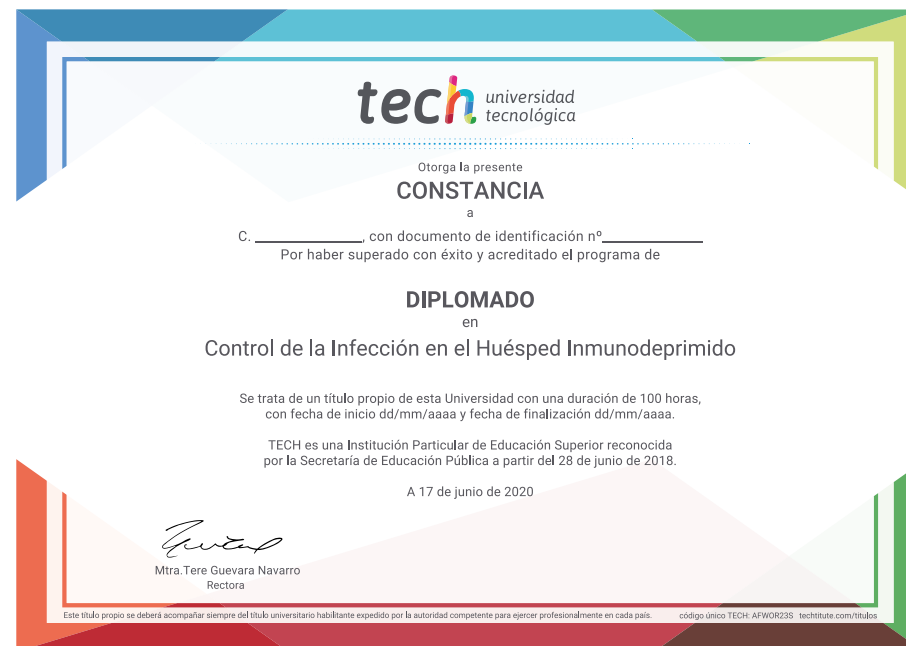 tech universidad
tecnológica
Otorga la presente
CONSTANCIA
a
C. ____________, con documento de identificación nº____________
Por haber superado con éxito y acreditado el programa de
DIPLOMADO
en
Control de la Infección en el Huésped Inmunodeprimido
Se trata de un título propio de esta Universidad con una duración de 100 horas,
con fecha de inicio dd/mm/aaaa y fecha de finalización dd/mm/aaaa.
TECH es una Institución Particular de Educación Superior reconocida
por la Secretaría de Educación Pública a partir del 28 de junio de 2018.
A 17 de junio de 2020
Mtra.Tere Guevara Navarro
Rectora
Este título propio se deberá acompañar siempre del título universitario habilitante expedido por la autoridad competente para ejercer profesionalmente en cada país. código único TECH: AFWOR23S techtitute.com/titulos